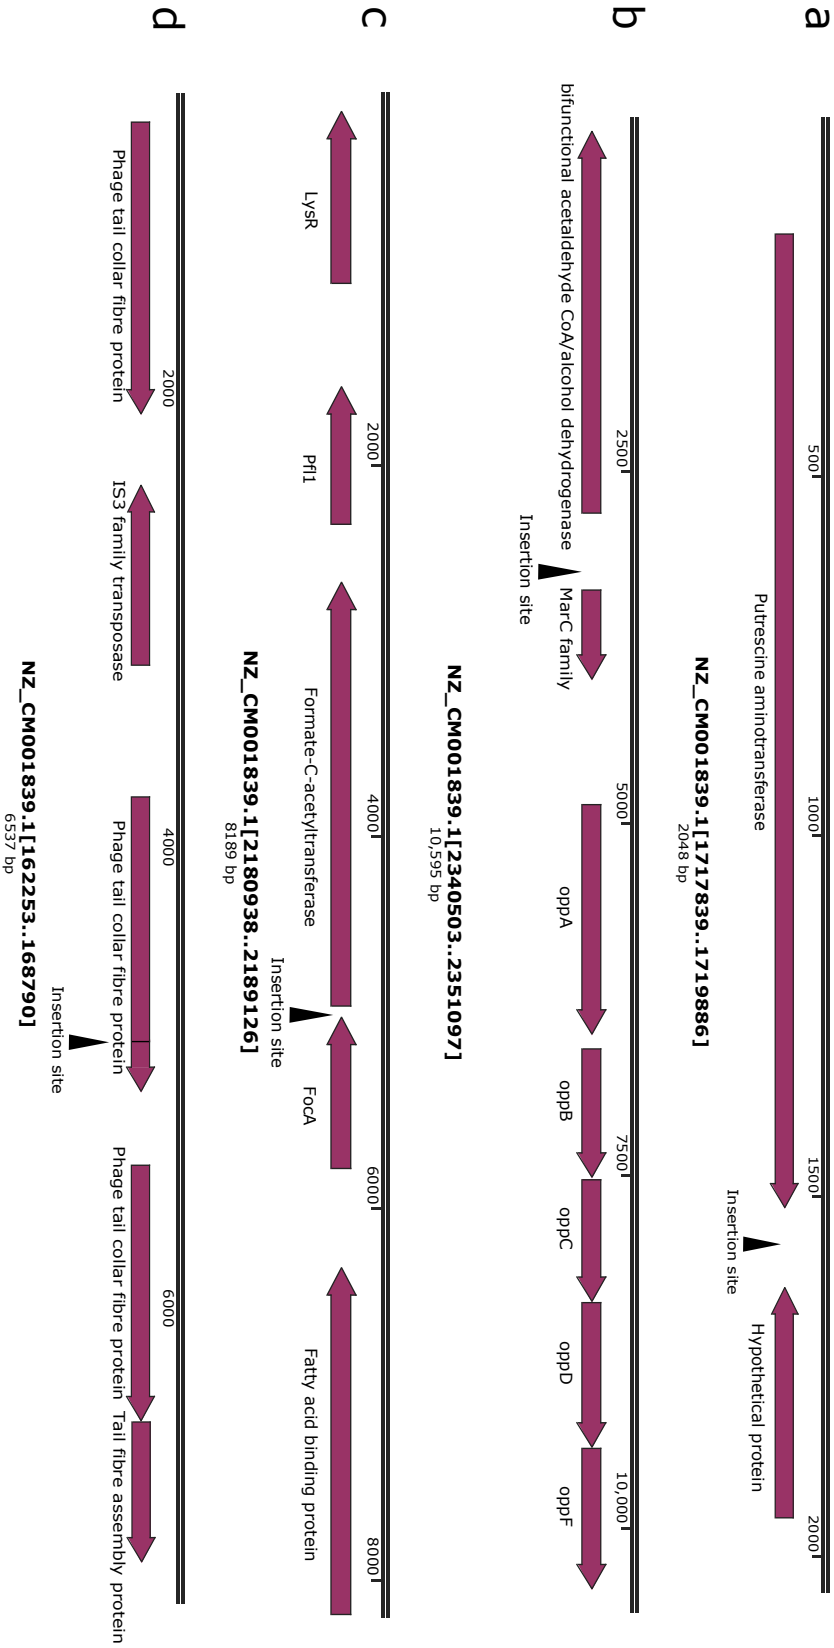 a
500
1000
1500
2000
Putrescine aminotransferase
Insertion site
Hypothetical protein
NZ_CM001839.1[1717839..1719886]
2048 bp
b
2500
5000
7500
10,000
bifunctional acetaldehyde CoA/alcohol dehydrogenase
Insertion site
MarC family
oppA
oppB
oppC
oppD
oppF
NZ_CM001839.1[2340503..2351097]
10,595 bp
c
2000
4000
6000
8000
LysR
Pfl1
Formate-C-acetyltransferase
Insertion site
FocA
Fatty acid binding protein
NZ_CM001839.1[2180938..2189126]
8189 bp
d
2000
4000
6000
Phage tail collar fibre protein
IS3 family transposase
Phage tail collar fibre protein
Insertion site
Phage tail collar fibre protein
Tail fibre assembly protein
NZ_CM001839.1[162253..168790]
6537 bp